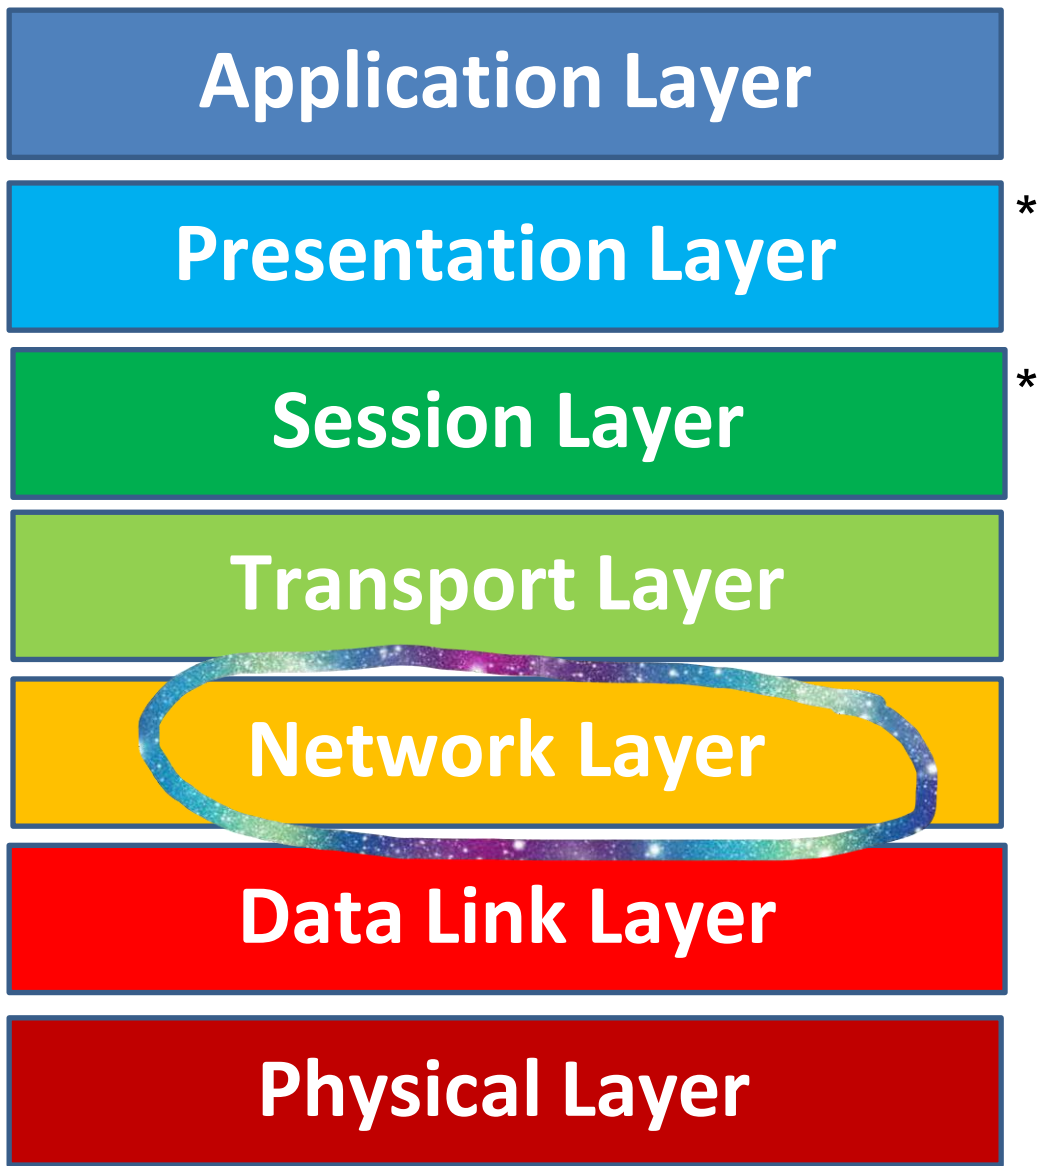 Application Layer
Presentation Layer *
Session Layer *
Transport Layer
Network Layer
Data Link Layer
Physical Layer